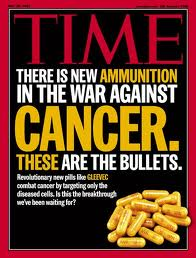 TIME
THERE IS NEW AMMUNITION
IN THE WAR AGAINST
CANCER.
THESE ARE THE BULLETS.
Revolutionary new pills like GLEEVEC
combat cancer by targeting only the
diseased cells. Is this the breakthrough
we've been waiting for?